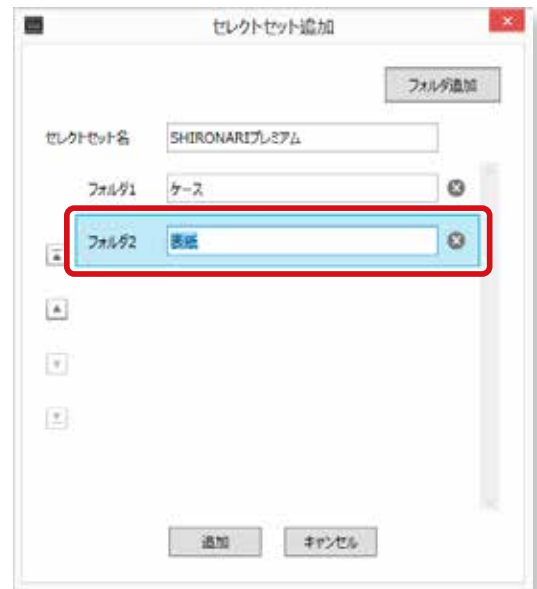 セレクトセット追加
フォルダ追加
セレクトセット名 SHIRONARIプレミアム
フォルダ1 ケース
フォルダ2 表紙
追加 キャンセル